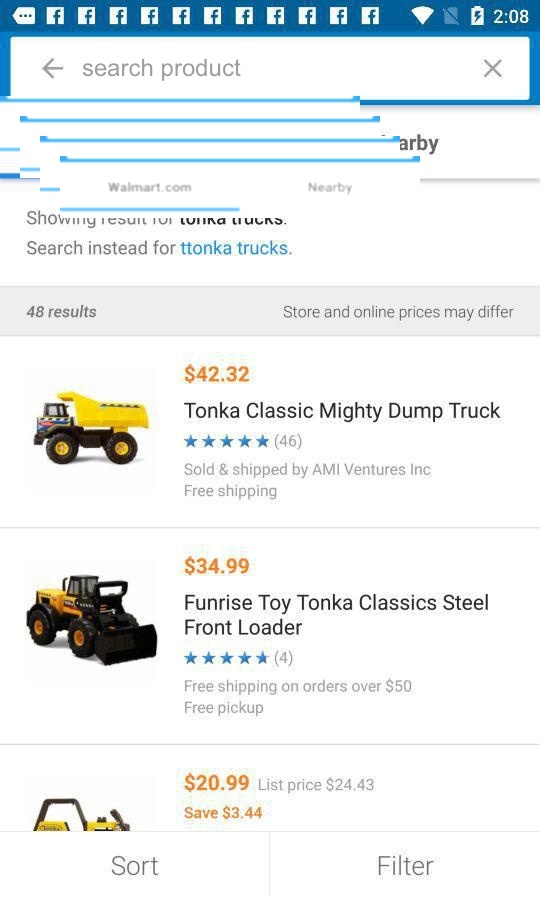 2:08
search product
arby
Walmart.com Nearby
Showing result for tonka trucks.
Search instead for ttonka trucks.
48 results Store and online prices may differ
$42.32
Tonka Classic Mighty Dump Truck
(46)
Sold & shipped by AMI Ventures Inc
Free shipping
$34.99
Funrise Toy Tonka Classics Steel
Front Loader
(4)
Free shipping on orders over $50
Free pickup
$20.99 List price $24.43
Save $3.44
Sort Filter